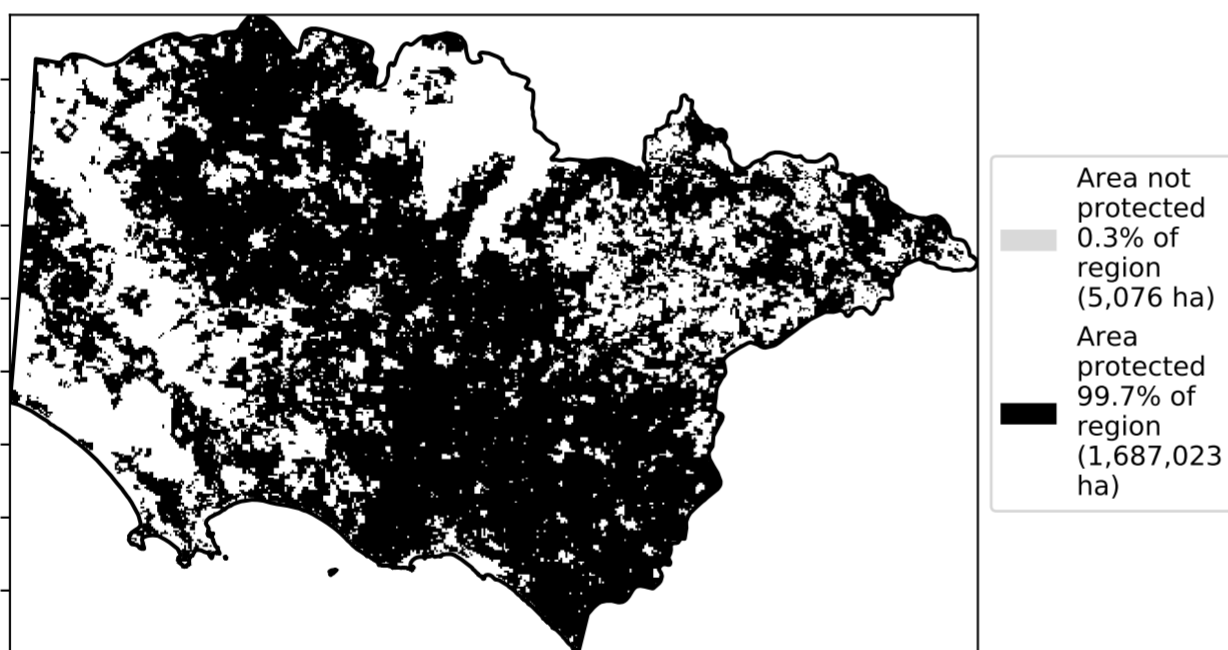 Area not
protected
0.3% of
region
(5,076 ha)
Area
protected
99.7% of
region
(1,687,023
ha)